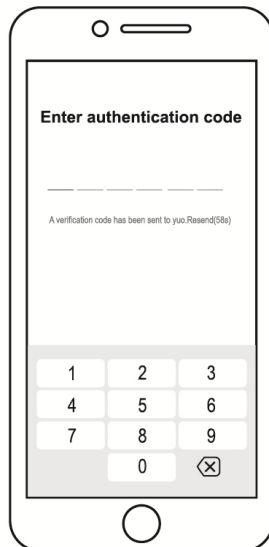 Enter authentication code
A verification code has been sent to yuo.Resend(58s)
1 2 3
4 5 6
7 8 9
0